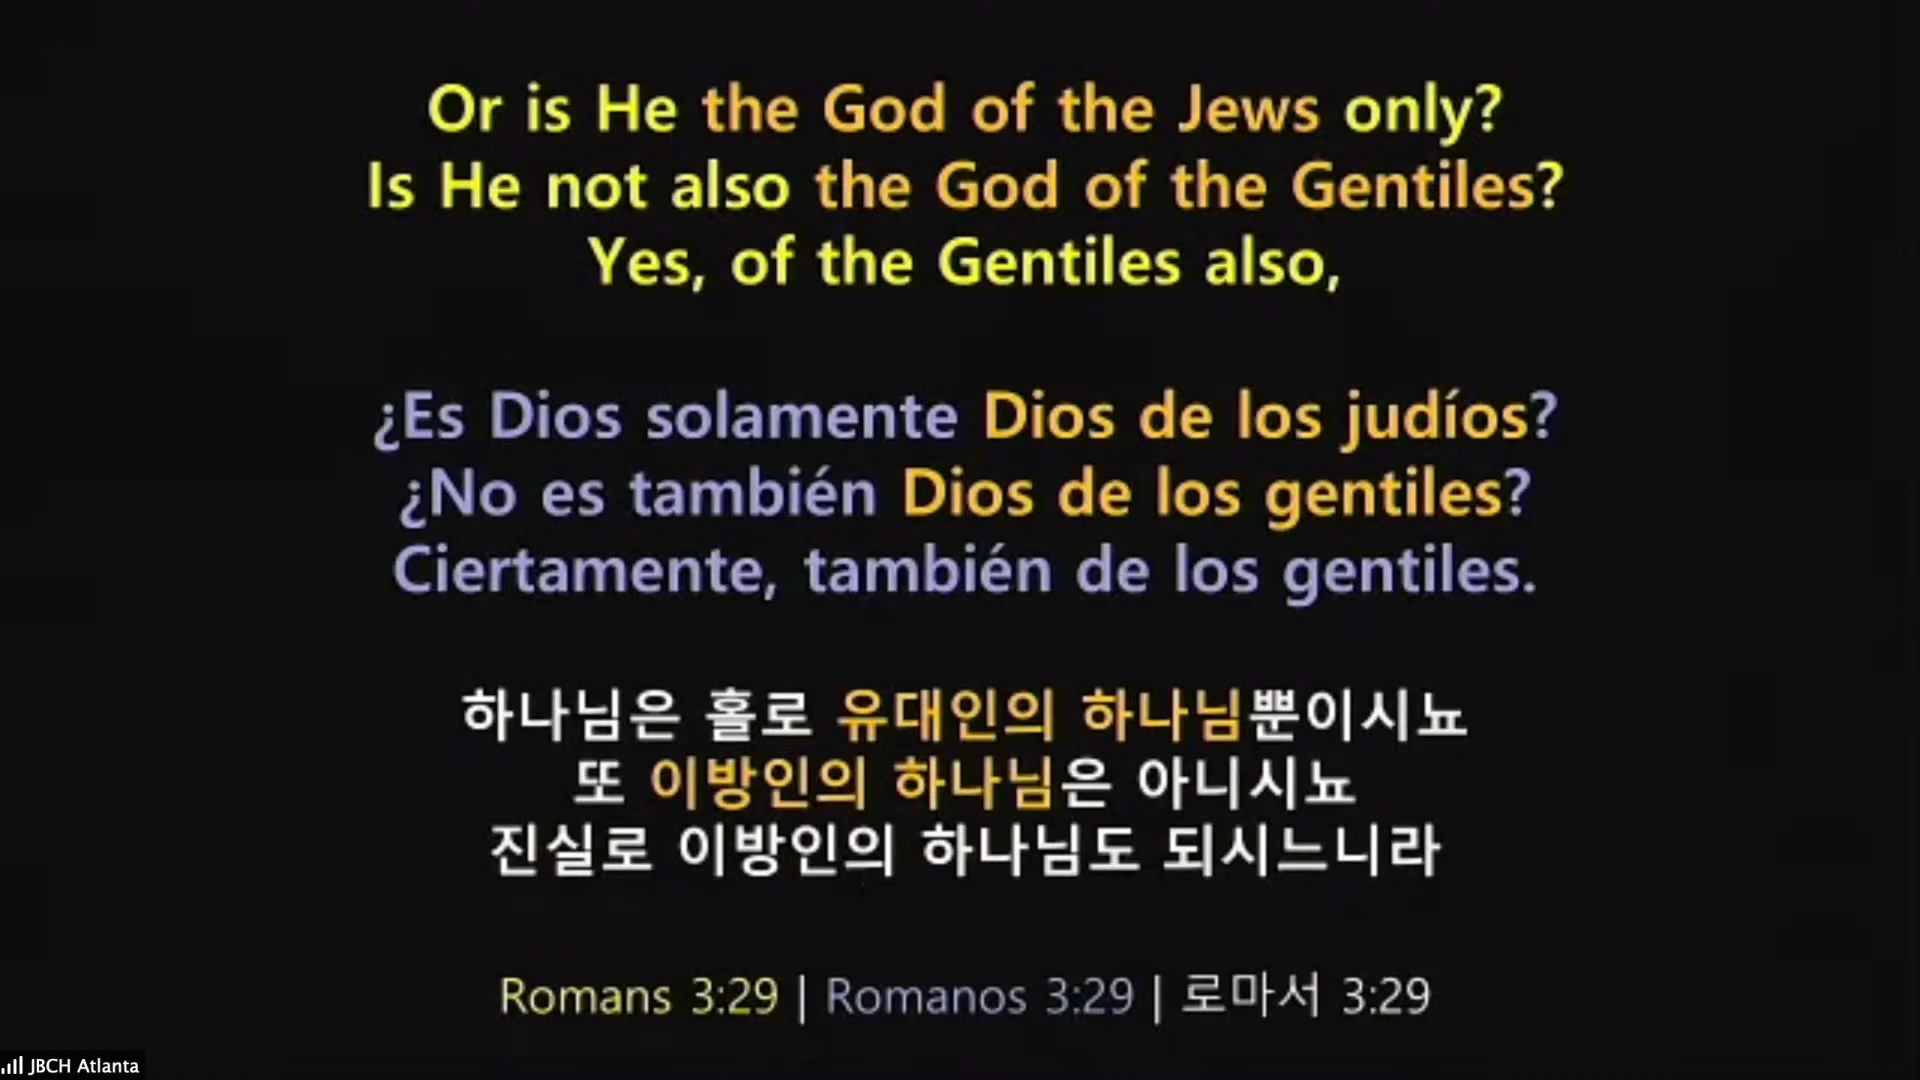 Or is He the God of the Jews only?
Is He not also the God of the Gentiles?
Yes, of the Gentiles also,
¿Es Dios solamente Dios de los judíos?
¿No es también Dios de los gentiles?
Ciertamente, también de los gentiles.
하나님은 홀로 유대인의 하나님뿐이시뇨
또 이방인의 하나님은 아니시뇨
진실로 이방인의 하나님도 되시느니라
Romans 3:29 | Romanos 3:29 | 로마서 3:29
JBCH Atlanta